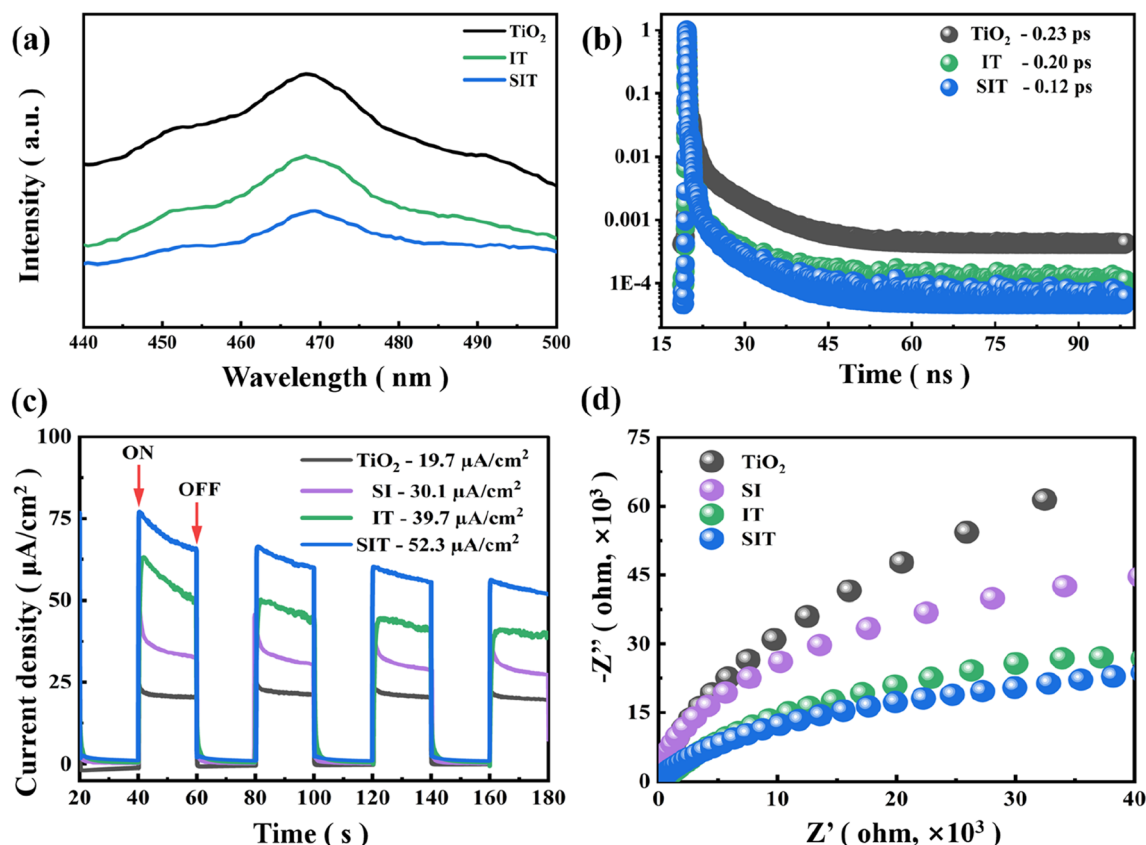 (a)
TiO₂
IT
SIT
Intensity ( a.u. )
440 450 460 470 480 490 500
Wavelength ( nm )
(b)
TiO₂ - 0.23 ps
IT - 0.20 ps
SIT - 0.12 ps
1
0.1
0.01
0.001
1E-4
15 30 45 60 75 90
Time ( ns )
(c)
ON
OFF
TiO₂ - 19.7 μA/cm²
SI - 30.1 μA/cm²
IT - 39.7 μA/cm²
SIT - 52.3 μA/cm²
Current density ( μA/cm² )
100
75
50
25
0
20 40 60 80 100 120 140 160 180
Time ( s )
(d)
TiO₂
SI
IT
SIT
-Z'' ( ohm, ×10³ )
75
60
45
30
15
0
0 10 20 30 40
Z' ( ohm, ×10³ )